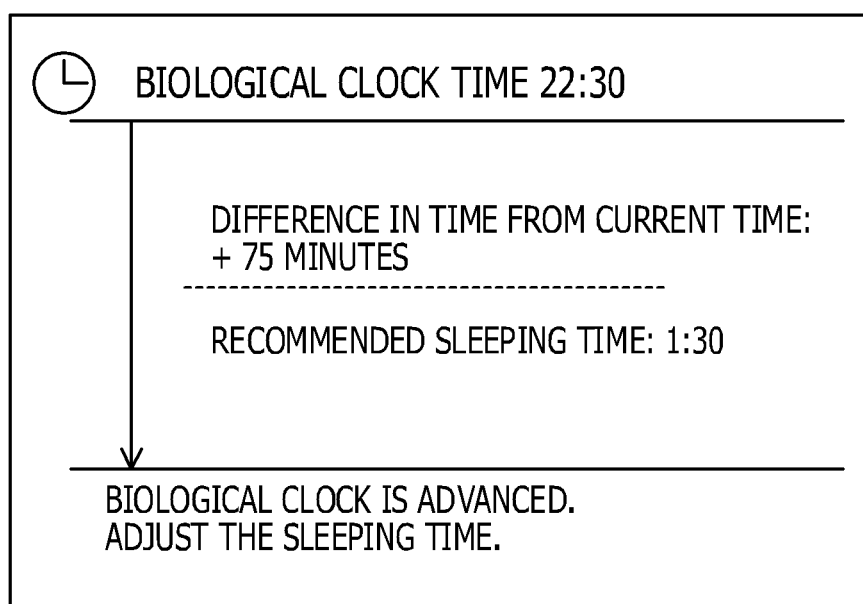 BIOLOGICAL CLOCK TIME 22:30
DIFFERENCE IN TIME FROM CURRENT TIME:
+ 75 MINUTES
RECOMMENDED SLEEPING TIME: 1:30
BIOLOGICAL CLOCK IS ADVANCED.
ADJUST THE SLEEPING TIME.